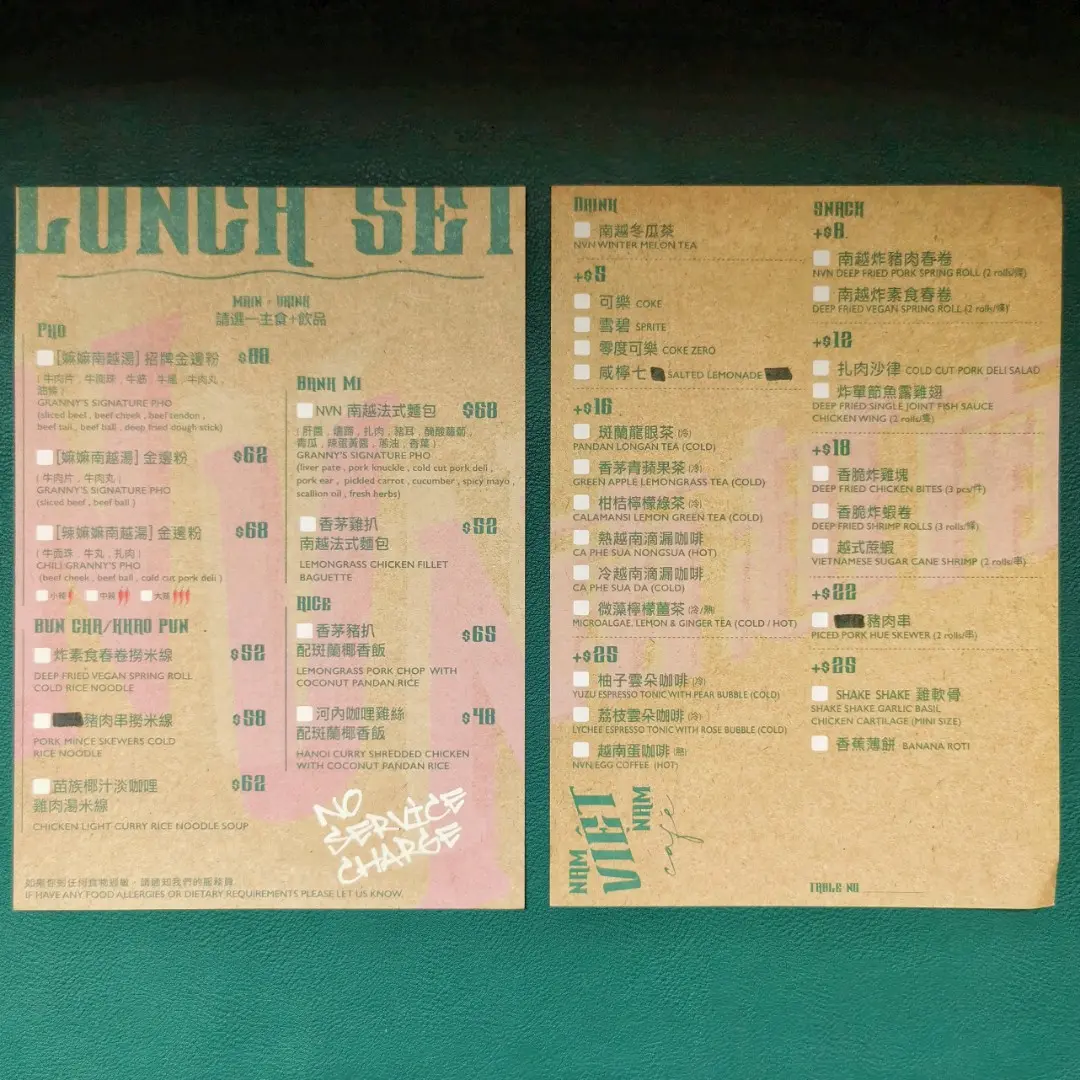 LUNCH SET
MAIN + DRINK
請選一主食+飲品
PHO
[嫲嫲南越湯] 招牌金邊粉 $88
( 牛肉片 , 牛面珠 , 牛筋 , 牛尾 , 牛肉丸 ,
油條 )
GRANNY'S SIGNATURE PHO
(sliced beef , beef cheek , beef tendon ,
beef tail , beef ball , deep fried dough stick)
[嫲嫲南越湯] 金邊粉 $62
( 牛肉片 , 牛肉丸 )
GRANNY'S SIGNATURE PHO
(sliced beef , beef ball )
[辣嫲嫲南越湯] 金邊粉 $68
( 牛面珠 , 牛丸 , 扎肉 )
CHILI GRANNY'S PHO
(beef cheek , beef ball , cold cut pork deli )
小辣 中辣 大辣
BUN CHA/KHAO PUN
炸素食春卷撈米線 $52
DEEP FRIED VEGAN SPRING ROLL
COLD RICE NOODLE
豬肉串撈米線 $58
PORK MINCE SKEWERS COLD
RICE NOODLE
苗族椰汁淡咖哩 $62
雞肉湯米線
CHICKEN LIGHT CURRY RICE NOODLE SOUP
BANH MI
NVN 南越法式麵包 $68
( 肝醬 , 燻蹄 , 扎肉 , 豬耳 , 醃酸蘿蔔 ,
青瓜 , 辣蛋黃醬 , 蔥油 , 香葉 )
GRANNY'S SIGNATURE PHO
(liver pate , pork knuckle , cold cut pork deli ,
pork ear , pickled carrot , cucumber , spicy mayo ,
scallion oil , fresh herbs)
香茅雞扒 $52
南越法式麵包
LEMONGRASS CHICKEN FILLET
BAGUETTE
RICE
香茅豬扒 $65
配斑蘭椰香飯
LEMONGRASS PORK CHOP WITH
COCONUT PANDAN RICE
河內咖哩雞絲 $48
配斑蘭椰香飯
HANOI CURRY SHREDDED CHICKEN
WITH COCONUT PANDAN RICE
NO
SERVICE
CHARGE
如果你對任何食物過敏，請通知我們的服務員.
IF HAVE ANY FOOD ALLERGIES OR DIETARY REQUIREMENTS PLEASE LET US KNOW.
DRINK
南越冬瓜茶
NVN WINTER MELON TEA
+$5
可樂 COKE
雪碧 SPRITE
零度可樂 COKE ZERO
咸檸七 SALTED LEMONADE
+$16
斑蘭龍眼茶 (冷)
PANDAN LONGAN TEA (COLD)
香茅青蘋果茶 (冷)
GREEN APPLE LEMONGRASS TEA (COLD)
柑桔檸檬綠茶 (冷)
CALAMANSI LEMON GREEN TEA (COLD)
熱越南滴漏咖啡
CA PHE SUA NONGSUA (HOT)
冷越南滴漏咖啡
CA PHE SUA DA (COLD)
微藻檸檬薑茶 (冷/熱)
MICROALGAE, LEMON & GINGER TEA (COLD / HOT)
+$25
柚子雲朵咖啡 (冷)
YUZU ESPRESSO TONIC WITH PEAR BUBBLE (COLD)
荔枝雲朵咖啡 (冷)
LYCHEE ESPRESSO TONIC WITH ROSE BUBBLE (COLD)
越南蛋咖啡 (熱)
NVN EGG COFFEE (HOT)
NAM VIỆT NAM
café
SNACK
+$8
南越炸豬肉春卷
NVN DEEP FRIED PORK SPRING ROLL (2 rolls/條)
南越炸素食春卷
DEEP FRIED VEGAN SPRING ROLL (2 rolls/條)
+$12
扎肉沙律 COLD CUT PORK DELI SALAD
炸單節魚露雞翅
DEEP FRIED SINGLE JOINT FISH SAUCE
CHICKEN WING (2 rolls/隻)
+$18
香脆炸雞塊
DEEP FRIED CHICKEN BITES (3 pcs/件)
香脆炸蝦卷
DEEP FRIED SHRIMP ROLLS (3 rolls/條)
越式蔗蝦
VIETNAMESE SUGAR CANE SHRIMP (2 rolls/串)
+$22
豬肉串
PICED PORK HUE SKEWER (2 rolls/串)
+$25
SHAKE SHAKE 雞軟骨
SHAKE SHAKE GARLIC BASIL
CHICKEN CARTILAGE (MINI SIZE)
香蕉薄餅 BANANA ROTI
TABLE NO